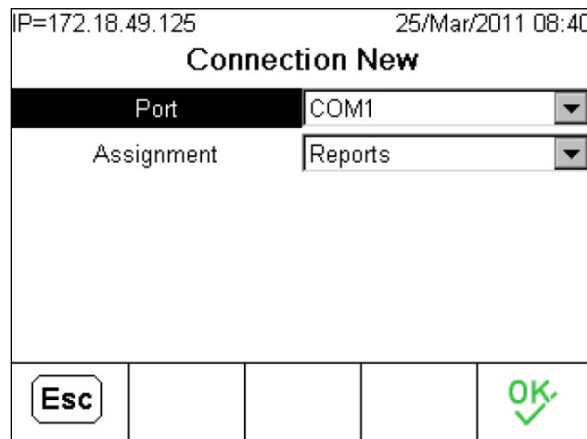 IP=172.18.49.125 25/Mar/2011 08:40
Connection New
Port COM1
Assignment Reports
Esc OK